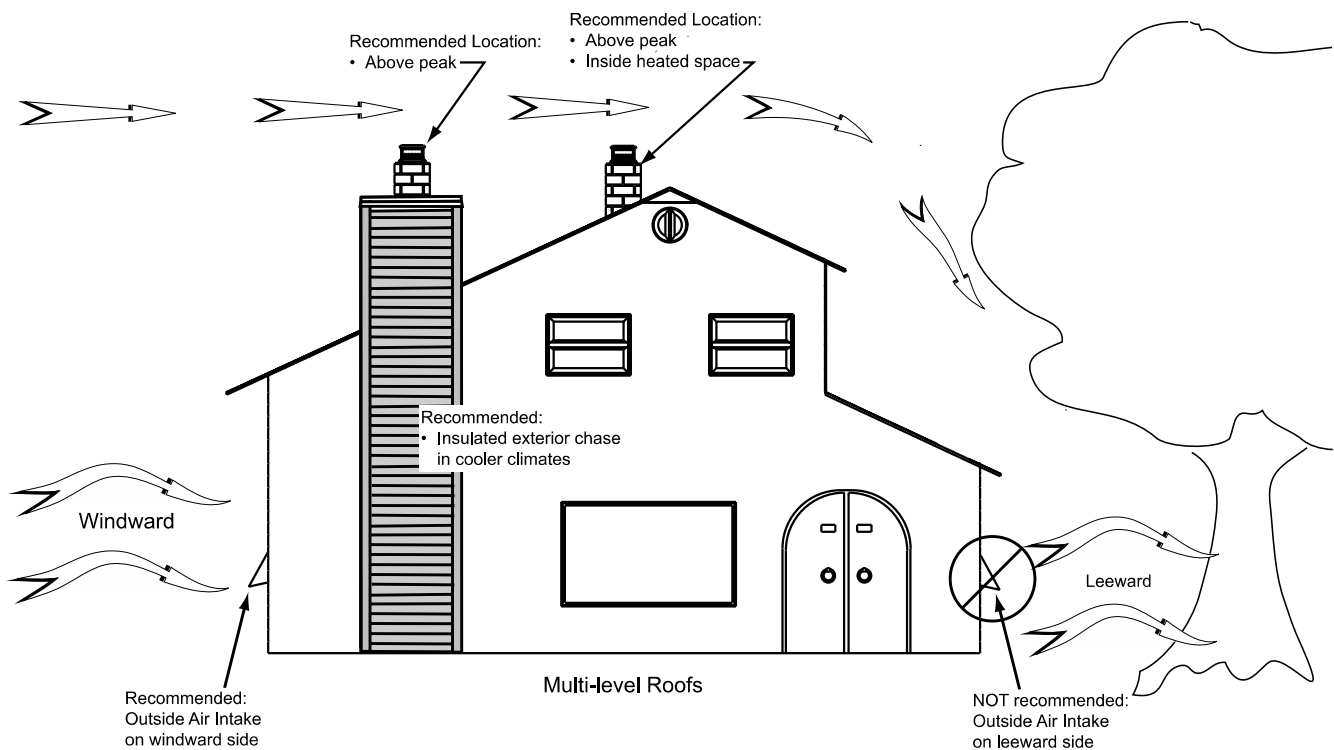 Recommended Location:
• Above peak
Recommended Location:
• Above peak
• Inside heated space
Recommended:
• Insulated exterior chase
in cooler climates
Windward
Leeward
Recommended:
Outside Air Intake
on windward side
Multi-level Roofs
NOT recommended:
Outside Air Intake
on leeward side